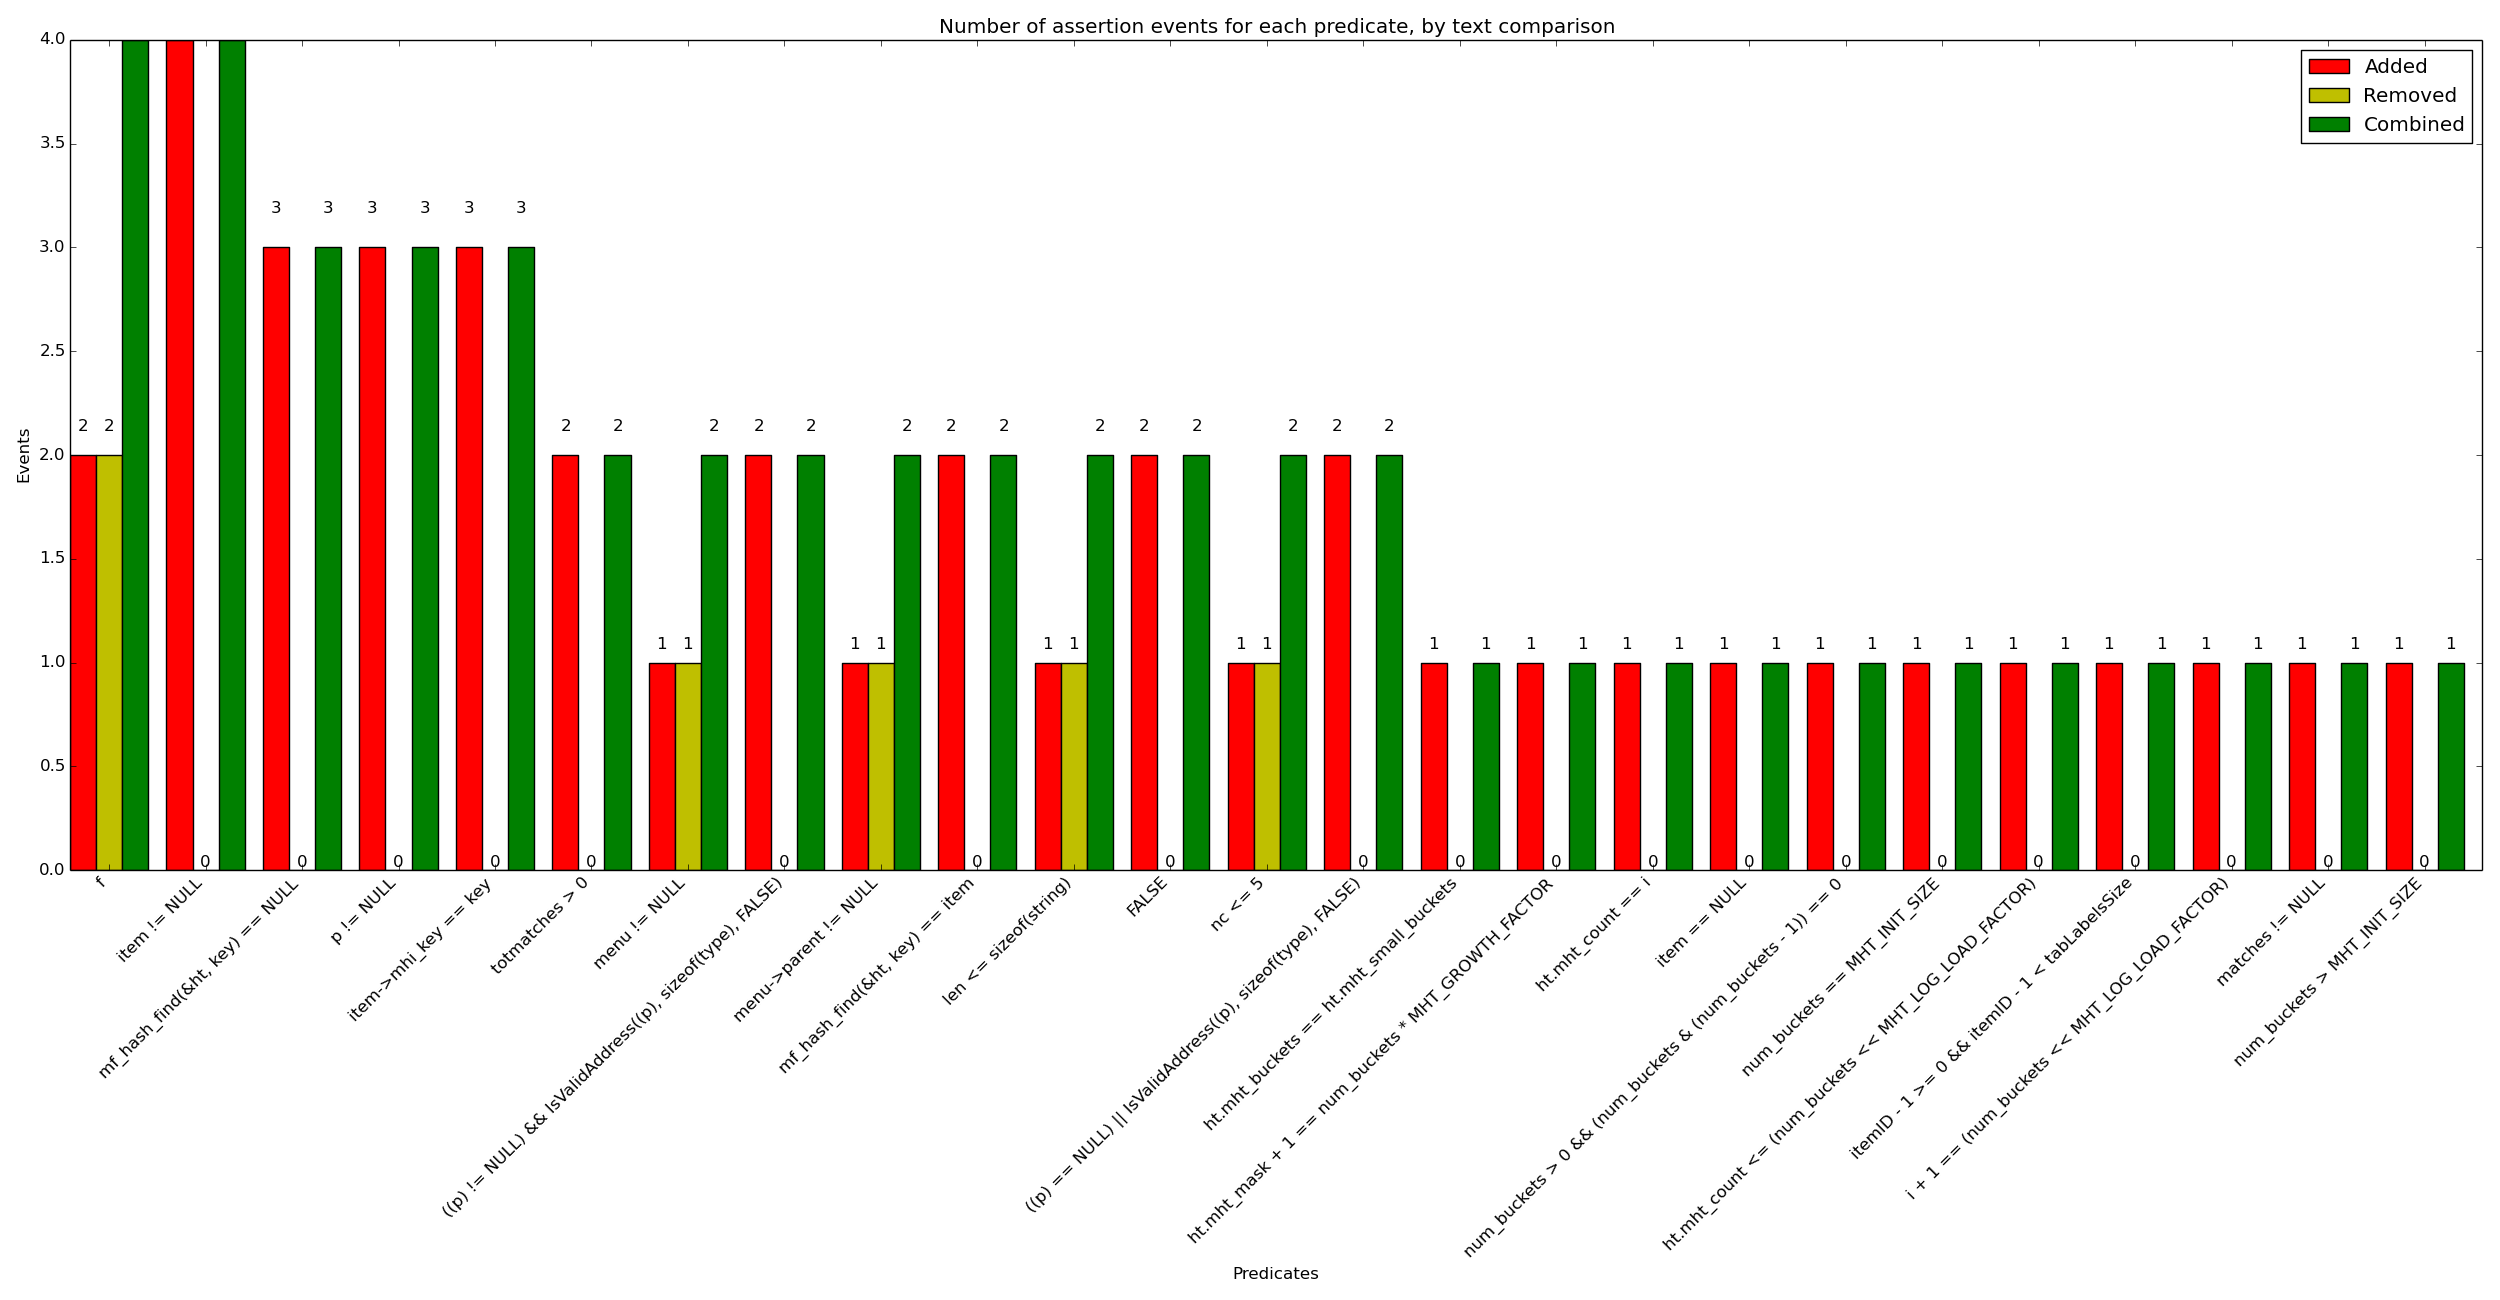 Number of assertion events for each predicate, by text comparison
Added
Removed
Combined
Events
4.0
3.5
3.0
2.5
2.0
1.5
1.0
0.5
0.0
2 2
0
3 0 3
3 0 3
3 0 3
2 0 2
1 1 2
2 0 2
1 1 2
2 0 2
1 1 2
2 0 2
1 1 2
2 0 2
1 0 1
1 0 1
1 0 1
1 0 1
1 0 1
1 0 1
1 0 1
1 0 1
1 0 1
1 0 1
1 0 1
f
item != NULL
mf_hash_find(&ht, key) == NULL
p != NULL
item->mhi_key == key
totmatches > 0
menu != NULL
((p) != NULL) && IsValidAddress((p), sizeof(type), FALSE)
menu->parent != NULL
mf_hash_find(&ht, key) == item
len <= sizeof(string)
FALSE
nc <= 5
((p) == NULL) || IsValidAddress((p), sizeof(type), FALSE)
ht.mht_buckets == ht.mht_small_buckets
ht.mht_mask + 1 == num_buckets * MHT_GROWTH_FACTOR
ht.mht_count == i
item == NULL
num_buckets > 0 && (num_buckets & (num_buckets - 1)) == 0
num_buckets == MHT_INIT_SIZE
ht.mht_count <= (num_buckets << MHT_LOG_LOAD_FACTOR)
itemID - 1 >= 0 && itemID - 1 < tabLabelsSize
i + 1 == (num_buckets << MHT_LOG_LOAD_FACTOR)
matches != NULL
num_buckets > MHT_INIT_SIZE
Predicates